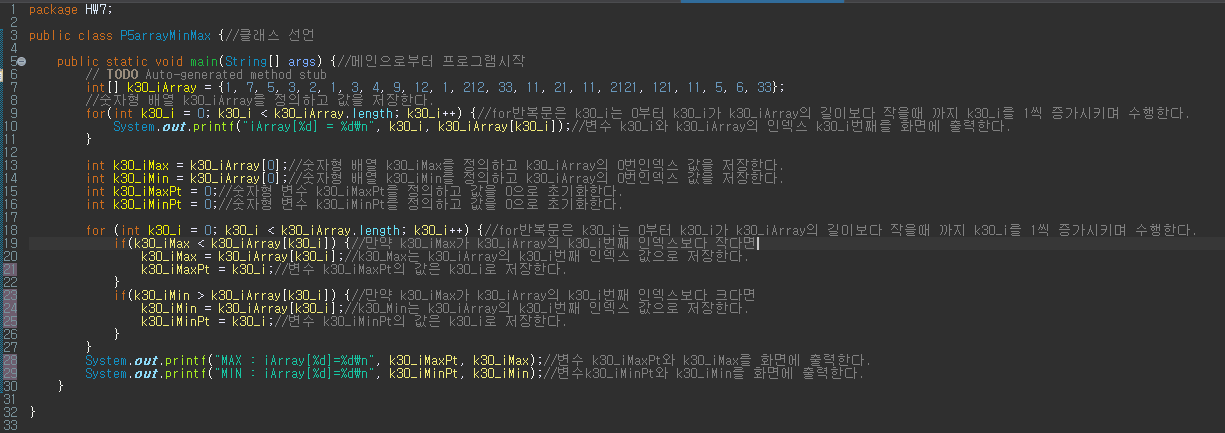 1 package HW7;
2
3 public class P5arrayMinMax {//클래스 선언
4
5 public static void main(String[] args) {//메인으로부터 프로그램시작
6 // TODO Auto-generated method stub
7 int[] k30_iArray = {1, 7, 5, 3, 2, 1, 3, 4, 9, 12, 1, 212, 33, 11, 21, 11, 2121, 121, 11, 5, 6, 33};
8 //숫자형 배열 k30_iArray을 정의하고 값을 저장한다.
9 for(int k30_i = 0; k30_i < k30_iArray.length; k30_i++) {//for반복문은 k30_i는 0부터 k30_i가 k30_iArray의 길이보다 작을때 까지 k30_i를 1씩 증가시키며 수행한다.
10 System.out.printf("iArray[%d] = %d₩n", k30_i, k30_iArray[k30_i]);//변수 k30_i와 k30_iArray의 인덱스 k30_i번째를 화면에 출력한다.
11 }
12
13 int k30_iMax = k30_iArray[0];//숫자형 배열 k30_iMax를 정의하고 k30_iArray의 0번인덱스 값을 저장한다.
14 int k30_iMin = k30_iArray[0];//숫자형 배열 k30_iMin를 정의하고 k30_iArray의 0번인덱스 값을 저장한다.
15 int k30_iMaxPt = 0;//숫자형 변수 k30_iMaxPt를 정의하고 값을 0으로 초기화한다.
16 int k30_iMinPt = 0;//숫자형 변수 k30_iMinPt를 정의하고 값을 0으로 초기화한다.
17
18 for (int k30_i = 0; k30_i < k30_iArray.length; k30_i++) {//for반복문은 k30_i는 0부터 k30_i가 k30_iArray의 길이보다 작을때 까지 k30_i를 1씩 증가시키며 수행한다.
19 if(k30_iMax < k30_iArray[k30_i]) {//만약 k30_iMax가 k30_iArray의 k30_i번째 인덱스보다 작다면
20 k30_iMax = k30_iArray[k30_i];//k30_Max는 k30_iArray의 k30_i번째 인덱스 값으로 저장한다.
21 k30_iMaxPt = k30_i;//변수 k30_iMaxPt의 값은 k30_i로 저장한다.
22 }
23 if(k30_iMin > k30_iArray[k30_i]) {//만약 k30_iMax가 k30_iArray의 k30_i번째 인덱스보다 크다면
24 k30_iMin = k30_iArray[k30_i];//k30_Min는 k30_iArray의 k30_i번째 인덱스 값으로 저장한다.
25 k30_iMinPt = k30_i;//변수 k30_iMinPt의 값은 k30_i로 저장한다.
26 }
27 }
28 System.out.printf("MAX : iArray[%d]=%d₩n", k30_iMaxPt, k30_iMax);//변수 k30_iMaxPt와 k30_iMax를 화면에 출력한다.
29 System.out.printf("MIN : iArray[%d]=%d₩n", k30_iMinPt, k30_iMin);//변수k30_iMinPt와 k30_iMin를 화면에 출력한다.
30 }
31
32 }
33